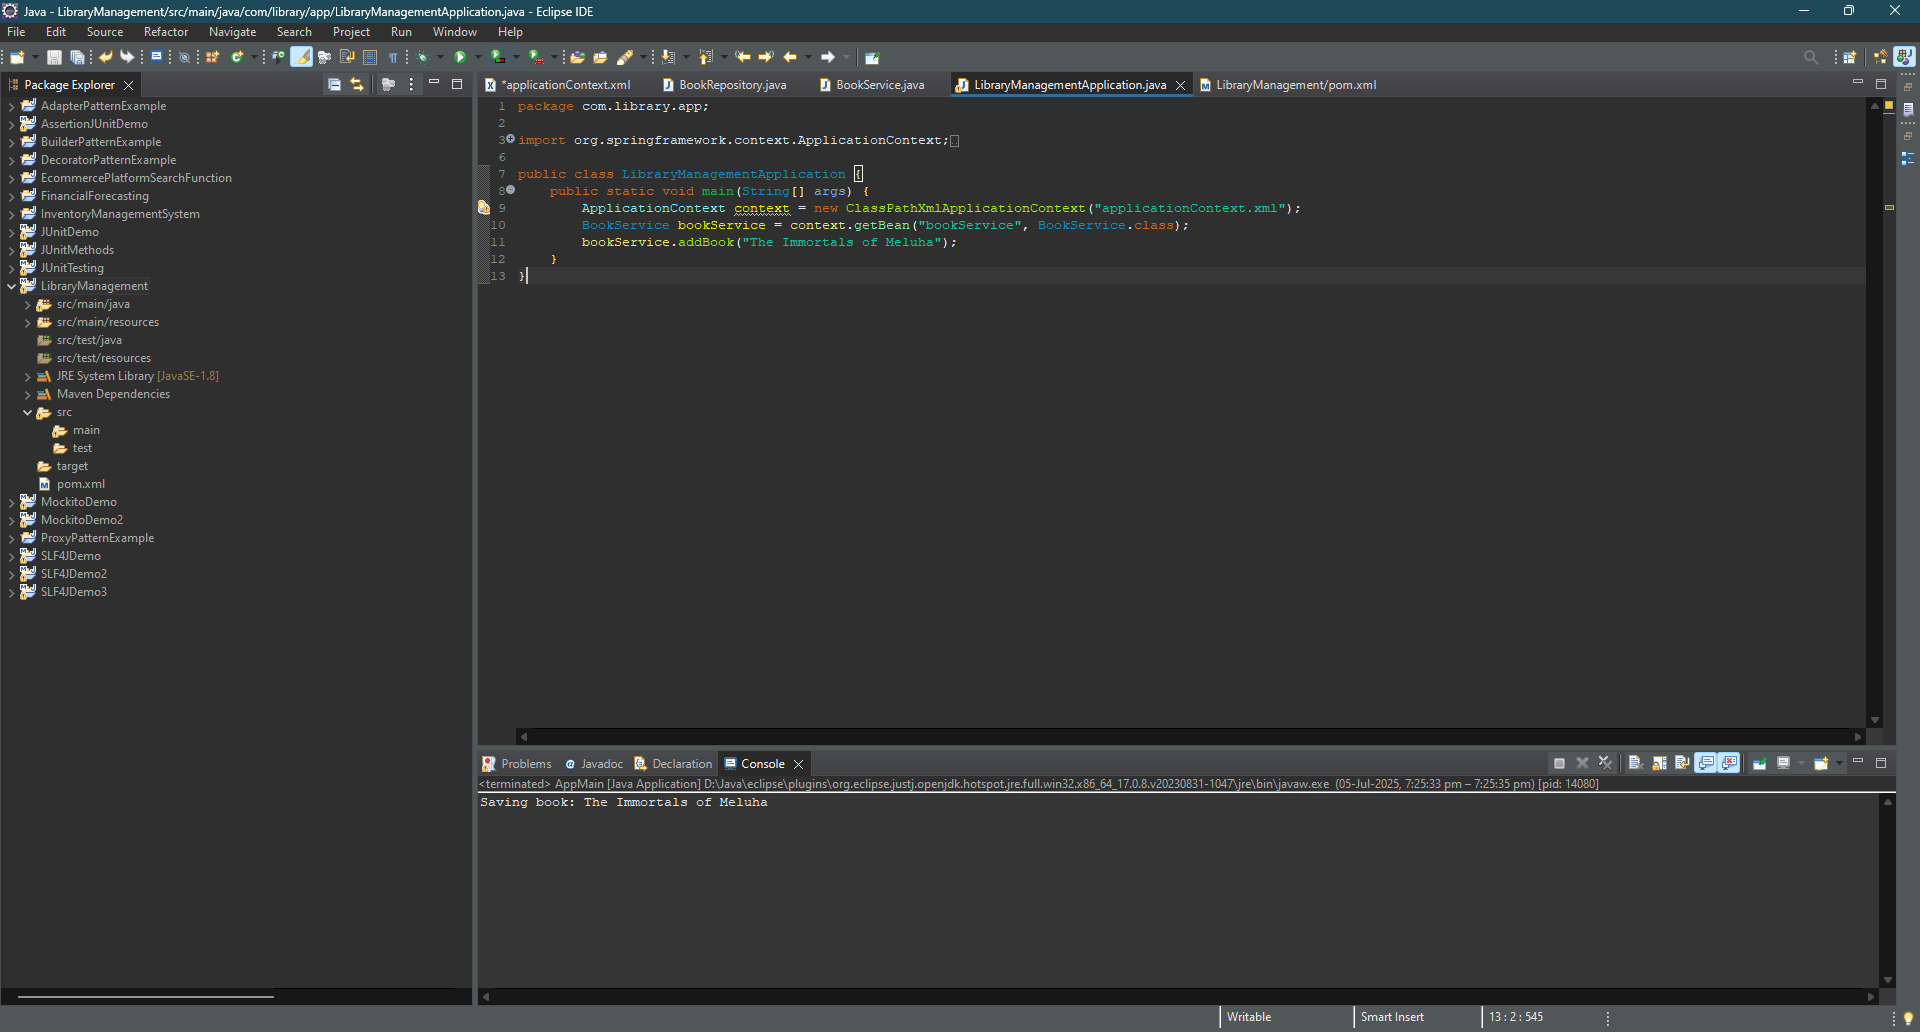 Java - LibraryManagement/src/main/java/com/library/app/LibraryManagementApplication.java - Eclipse IDE
File Edit Source Refactor Navigate Search Project Run Window Help
Package Explorer
AdapterPatternExample
AssertionJUnitDemo
BuilderPatternExample
DecoratorPatternExample
EcommercePlatformSearchFunction
FinancialForecasting
InventoryManagementSystem
JUnitDemo
JUnitMethods
JUnitTesting
LibraryManagement
src/main/java
src/main/resources
src/test/java
src/test/resources
JRE System Library [JavaSE-1.8]
Maven Dependencies
src
main
test
target
pom.xml
MockitoDemo
MockitoDemo2
ProxyPatternExample
SLF4JDemo
SLF4JDemo2
SLF4JDemo3
*applicationContext.xml BookRepository.java BookService.java LibraryManagementApplication.java LibraryManagement/pom.xml
1 package com.library.app;
2
3 import org.springframework.context.ApplicationContext;
6
7 public class LibraryManagementApplication {
8 public static void main(String[] args) {
9 ApplicationContext context = new ClassPathXmlApplicationContext("applicationContext.xml");
10 BookService bookService = context.getBean("bookService", BookService.class);
11 bookService.addBook("The Immortals of Meluha");
12 }
13 }
Problems Javadoc Declaration Console
<terminated> AppMain [Java Application] D:\Java\eclipse\plugins\org.eclipse.justj.openjdk.hotspot.jre.full.win32.x86_64_17.0.8.v20230831-1047\jre\bin\javaw.exe (05-Jul-2025, 7:25:33 pm – 7:25:35 pm) [pid: 14080]
Saving book: The Immortals of Meluha
Writable Smart Insert 13 : 2 : 545